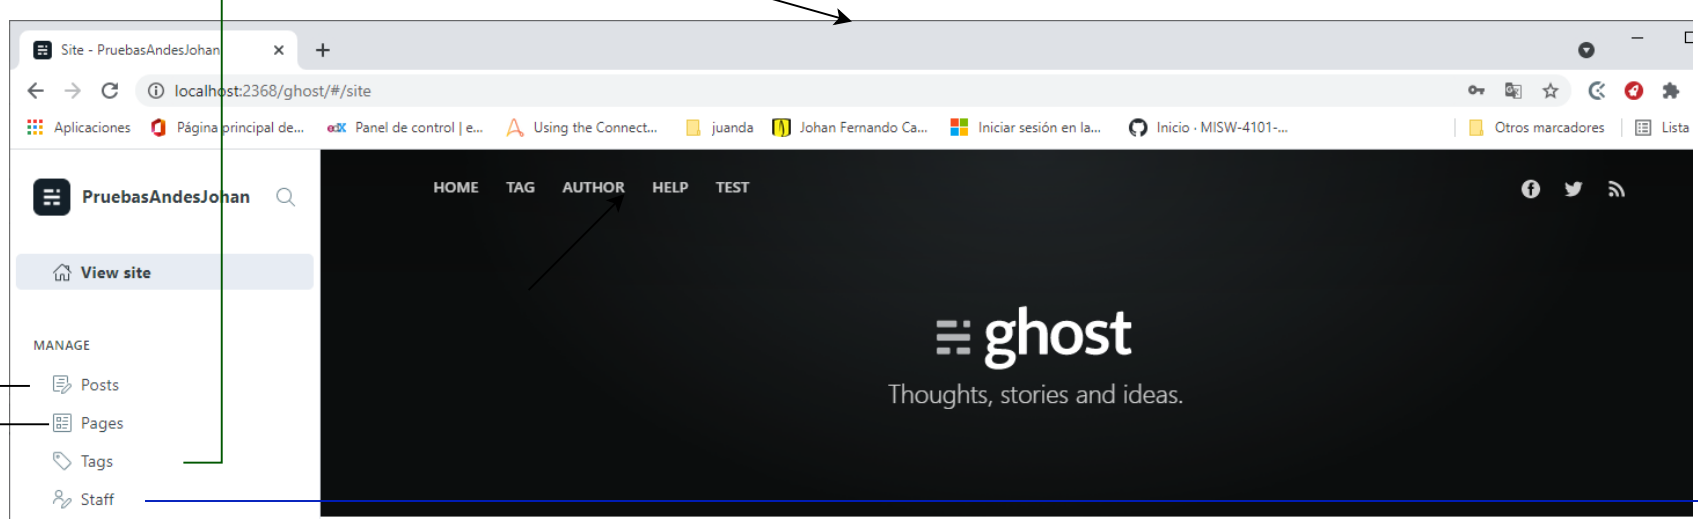 Site - PruebasAndesJohan
localhost:2368/ghost/#/site
Aplicaciones Página principal de... edX Panel de control | e... Using the Connect... juanda Johan Fernando Ca... Iniciar sesión en la... Inicio · MISW-4101-... Otros marcadores Lista
PruebasAndesJohan
HOME TAG AUTHOR HELP TEST
View site
ghost
Thoughts, stories and ideas.
MANAGE
Posts
Pages
Tags
Staff